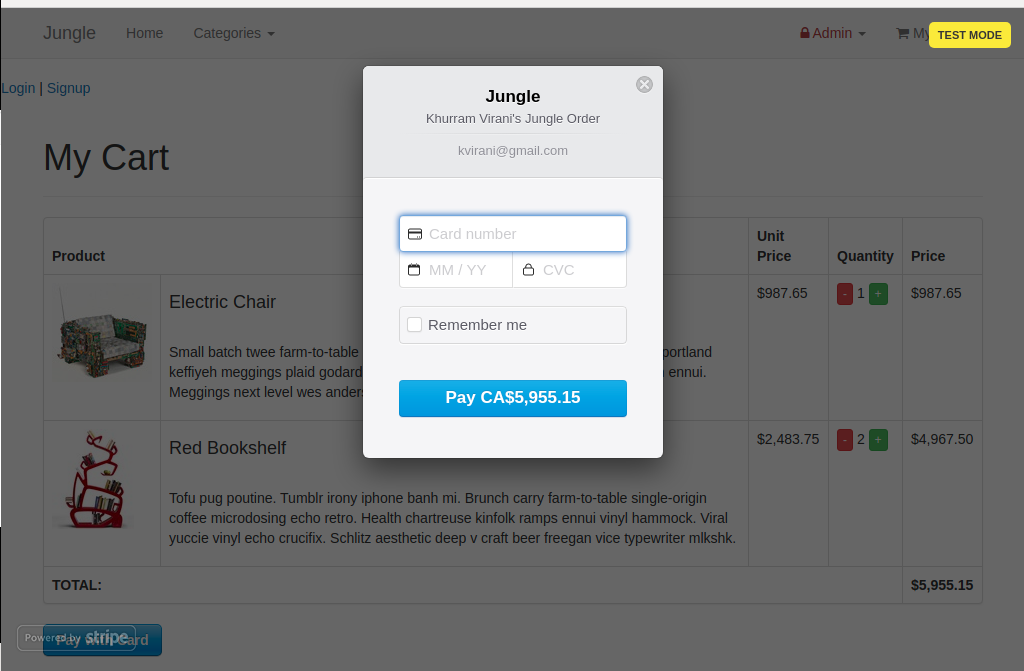 Jungle Home Categories Admin My TEST MODE
Login | Signup
Jungle
Khurram Virani's Jungle Order
kvirani@gmail.com
My Cart
Card number
MM / YY CVC
Remember me
Pay CA$5,955.15
Product Unit Price Quantity Price
Electric Chair $987.65 - 1 + $987.65
Small batch twee farm-to-table portland
keffiyeh meggings plaid godard ennui.
Meggings next level wes anders
Red Bookshelf $2,483.75 - 2 + $4,967.50
Tofu pug poutine. Tumblr irony iphone banh mi. Brunch carry farm-to-table single-origin
coffee microdosing echo retro. Health chartreuse kinfolk ramps ennui vinyl hammock. Viral
yuccie vinyl echo crucifix. Schlitz aesthetic deep v craft beer freegan vice typewriter mlkshk.
TOTAL: $5,955.15
Pay with Card
Powered by stripe